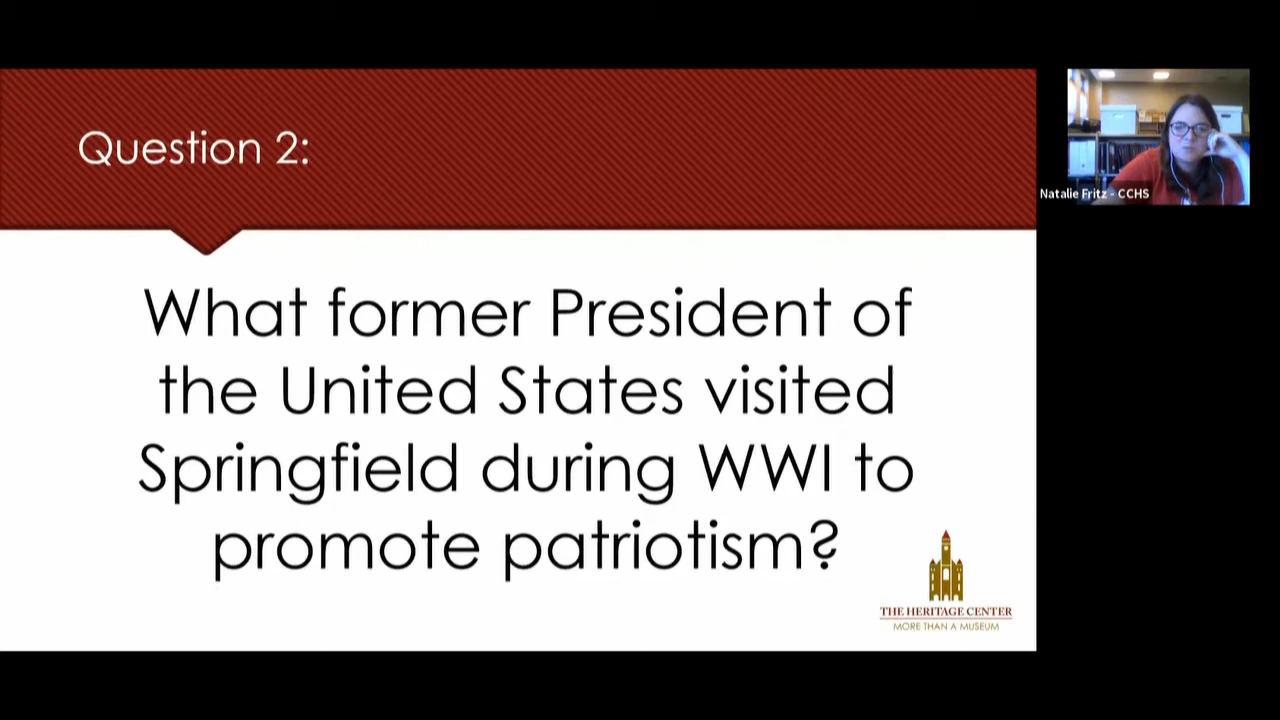 Question 2:
What former President of
the United States visited
Springfield during WWI to
promote patriotism?
THE HERITAGE CENTER
MORE THAN A MUSEUM
Natalie Fritz - CCHS